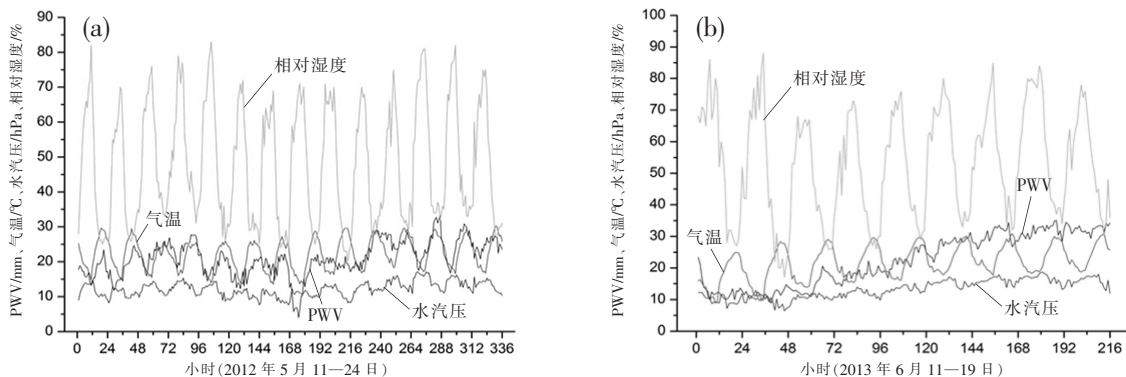 (a)
PWV/mm、气温/℃、水汽压/hPa、相对湿度/%
90
80
70
60
50
40
30
20
10
0
相对湿度
气温
PWV
水汽压
0 24 48 72 96 120 144 168 192 216 240 264 288 312 336
小时(2012 年 5 月 11—24 日)
(b)
PWV/mm、气温/℃、水汽压/hPa、相对湿度/%
100
90
80
70
60
50
40
30
20
10
0
相对湿度
PWV
气温
水汽压
0 24 48 72 96 120 144 168 192 216
小时(2013 年 6 月 11—19 日)